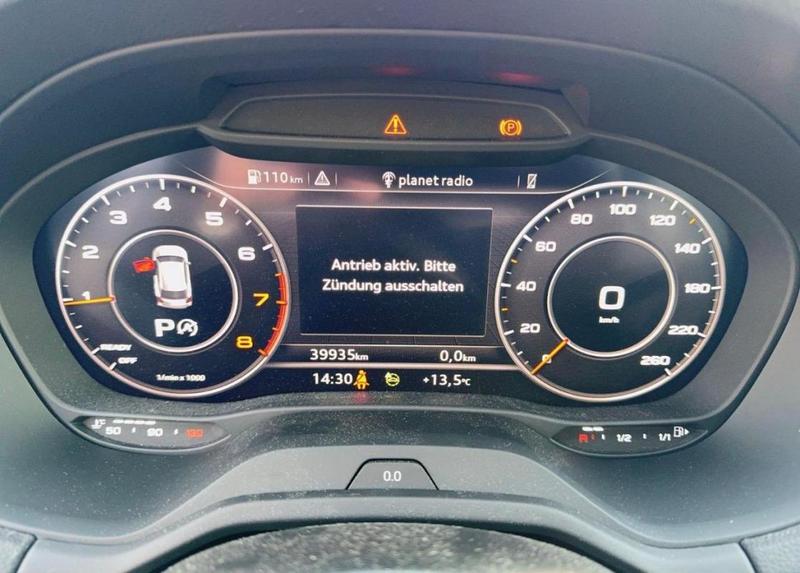 110 km
planet radio
3 4 5
2 6
1 7
8
READY
OFF
1/min x 1000
P A
Antrieb aktiv. Bitte
Zündung ausschalten
80 100 120
60 140
40 180
20 220
0 260
0
km/h
39935 km 0,0 km
14:30 +13,5 °C
°C 50 90 130
R 1/2 1/1
0.0